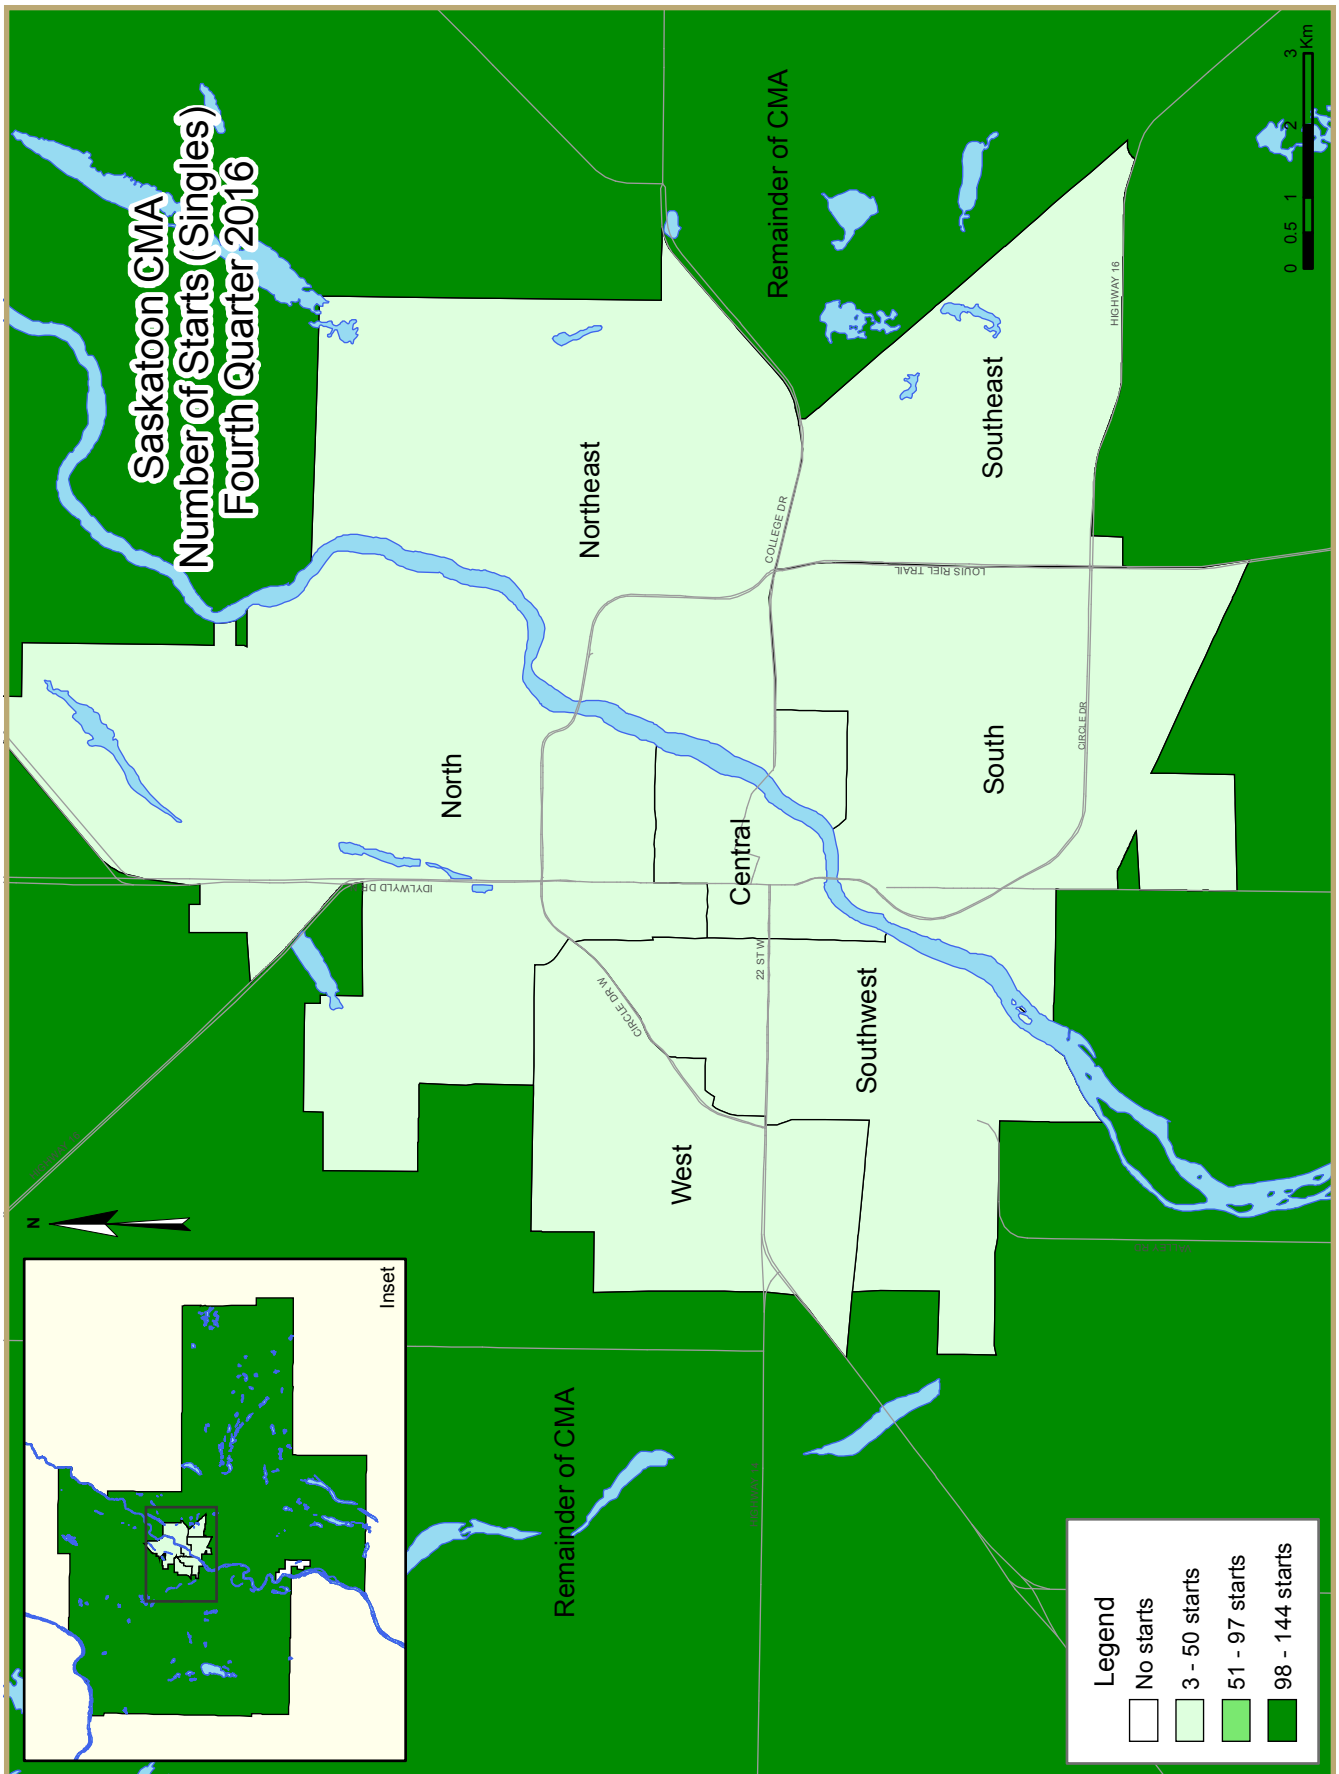 Saskatoon CMA
Number of Starts (Singles)
Fourth Quarter 2016
N
Inset
Remainder of CMA
Remainder of CMA
North
Northeast
Central
West
Southwest
South
Southeast
IDYLWYLD DR
CIRCLE DR W
22 ST W
COLLEGE DR
LOUIS RIEL TRAIL
CIRCLE DR
HIGHWAY 16
Legend
No starts
3 - 50 starts
51 - 97 starts
98 - 144 starts
0 0.5 1 2 3
Km